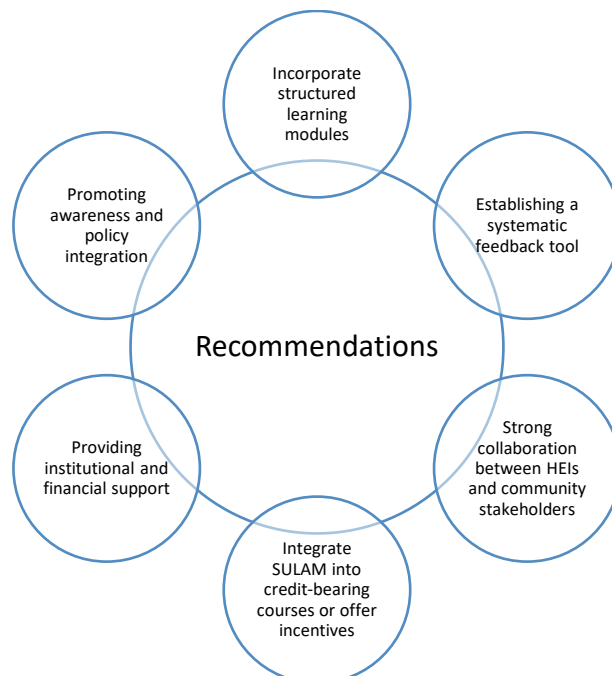 Incorporate
structured
learning
modules
Promoting
awareness and
policy
integration
Establishing a
systematic
feedback tool
Recommendations
Providing
institutional and
financial support
Strong
collaboration
between HEIs
and community
stakeholders
Integrate
SULAM into
credit-bearing
courses or offer
incentives